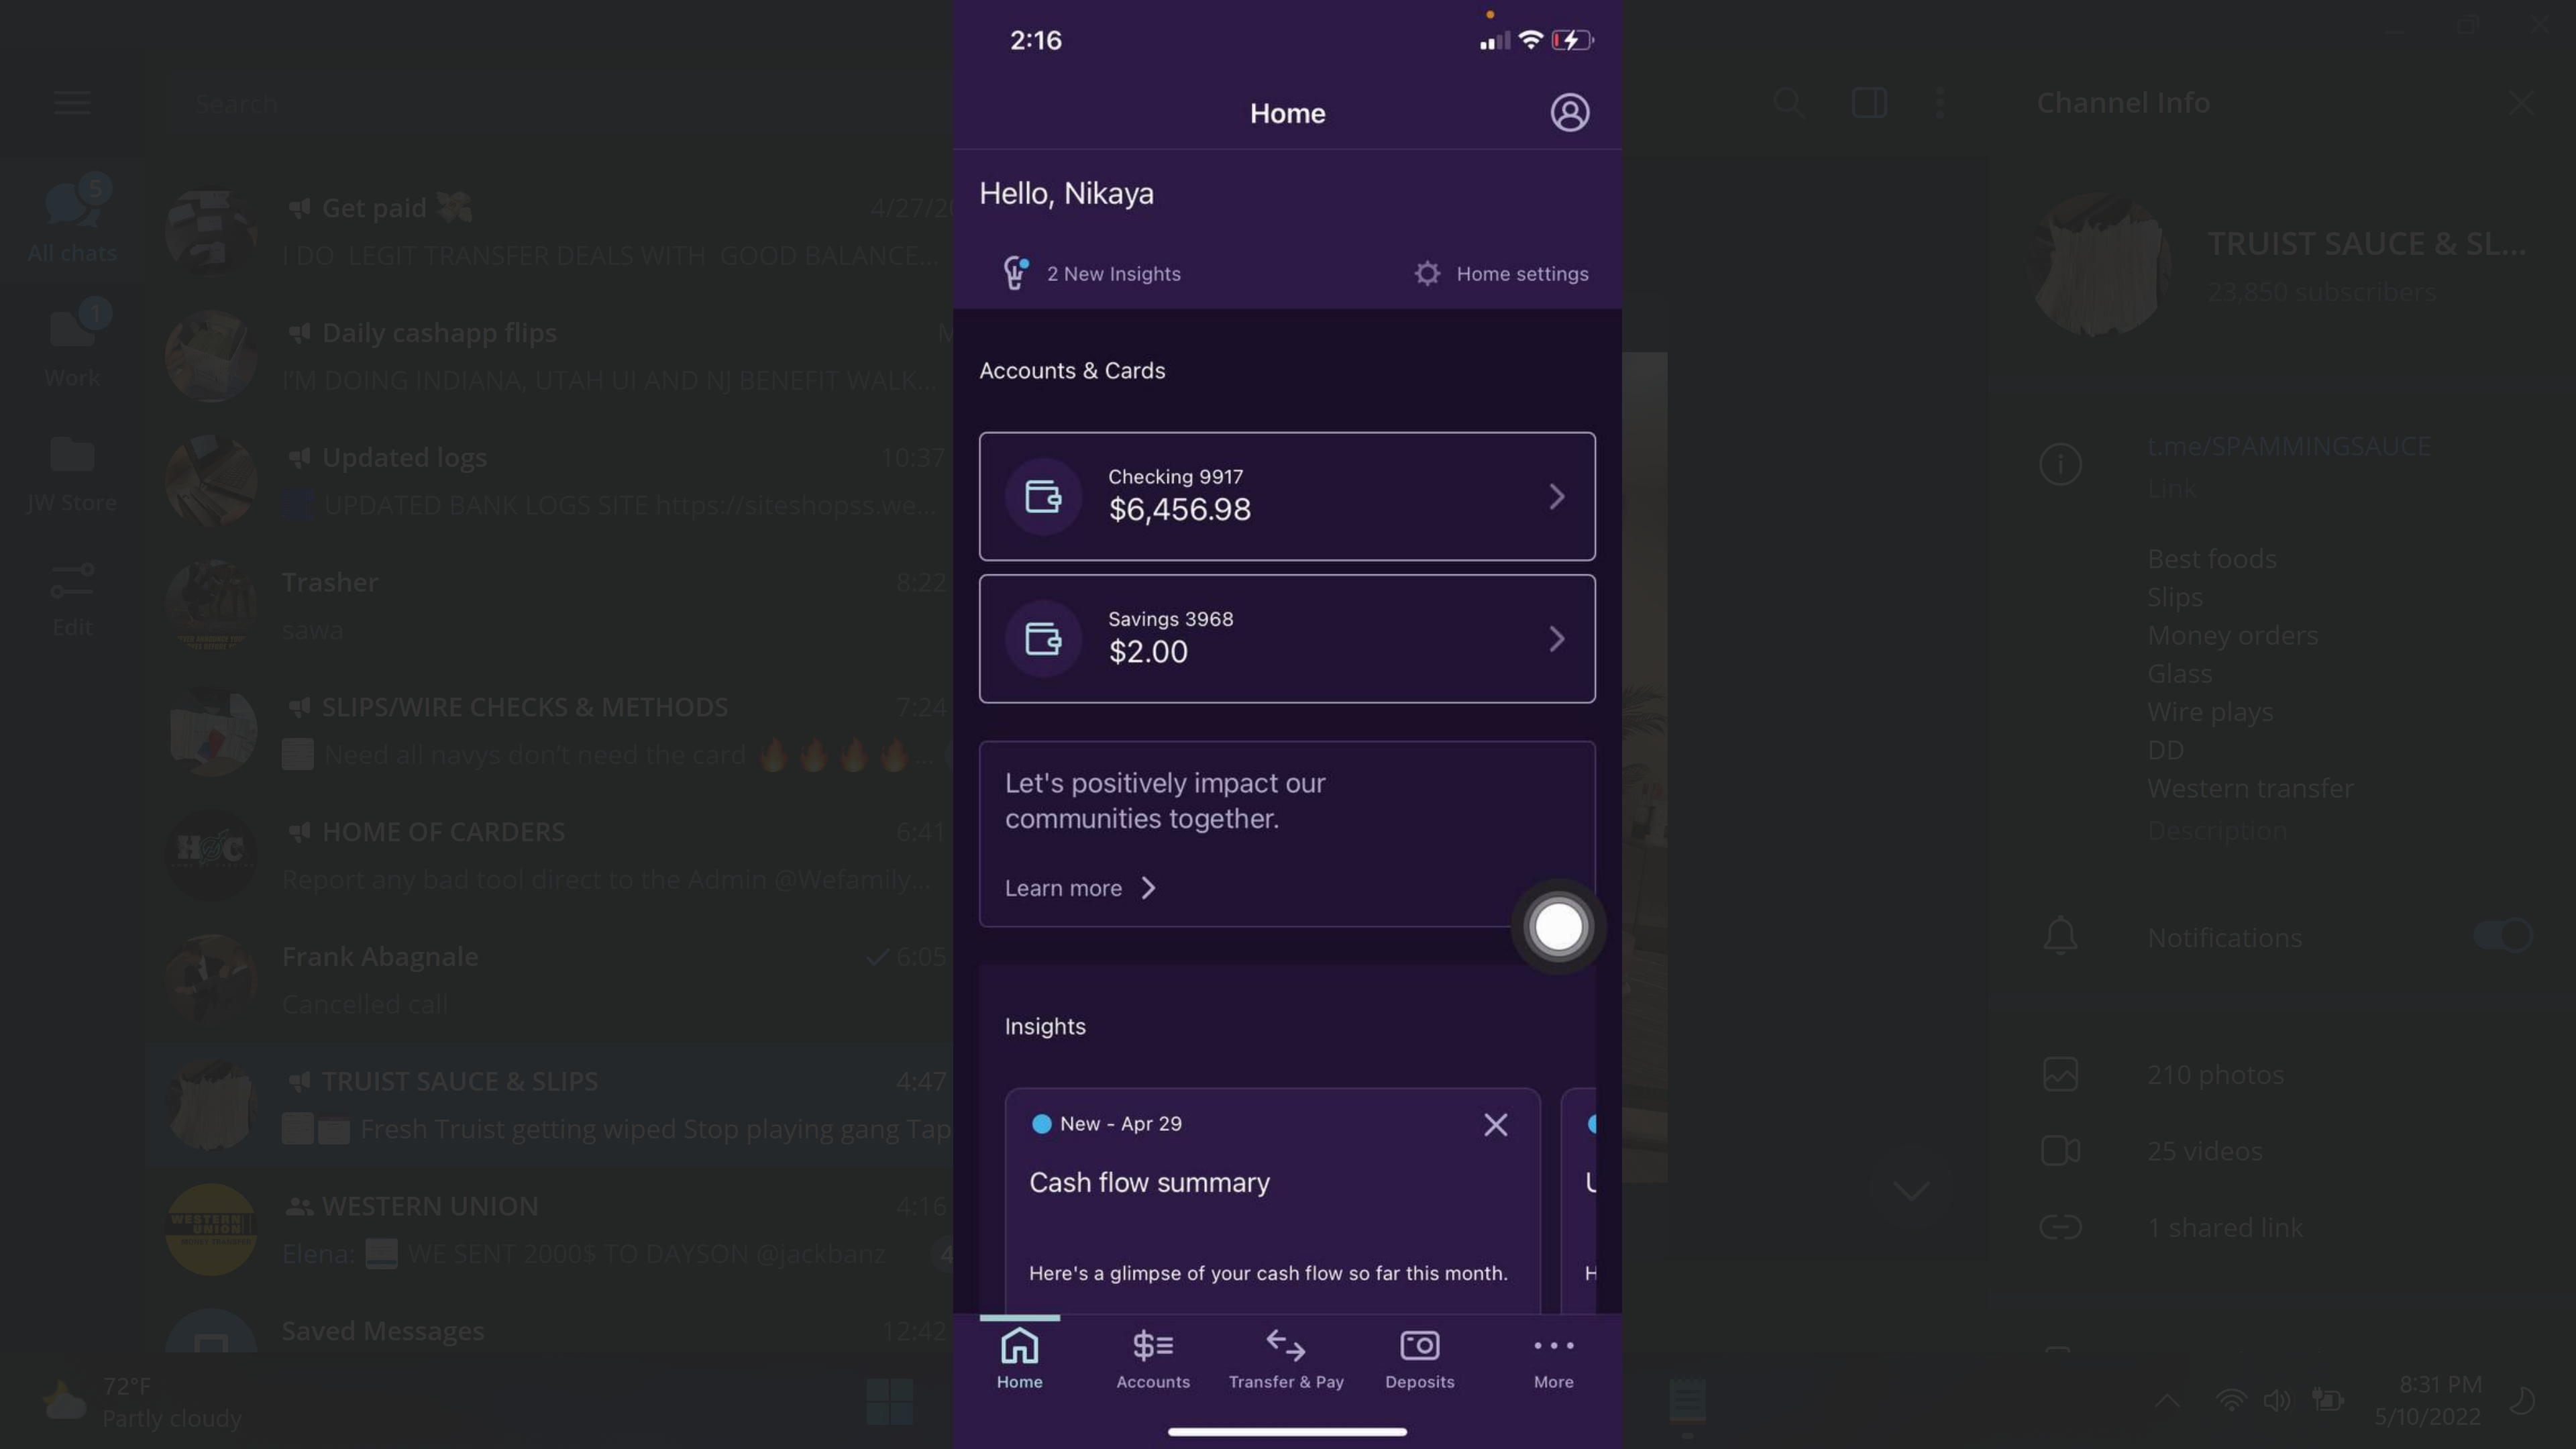 2:16
Home
Hello, Nikaya
2 New Insights
Home settings
Accounts & Cards
Checking 9917
$6,456.98
Savings 3968
$2.00
Let's positively impact our
communities together.
Learn more
Insights
New - Apr 29
Cash flow summary
U
Here's a glimpse of your cash flow so far this month.
H
Home
Accounts
Transfer & Pay
Deposits
More
Search
5
All chats
1
Work
JW Store
Edit
Get paid
4/27/20
I DO LEGIT TRANSFER DEALS WITH GOOD BALANCE...
Daily cashapp flips
M
I'M DOING INDIANA, UTAH UI AND NJ BENEFIT WALK...
Updated logs
10:37
UPDATED BANK LOGS SITE https://siteshopss.we...
Trasher
8:22
sawa
SLIPS/WIRE CHECKS & METHODS
7:24
Need all navys don't need the card 🔥🔥🔥🔥...
HOC
HOME OF CARDERS
6:41
Report any bad tool direct to the Admin @Wefamily...
Frank Abagnale
6:05
Cancelled call
TRUIST SAUCE & SLIPS
4:47
Fresh Truist getting wiped Stop playing gang Tap
WESTERN UNION
WESTERN UNION
4:16
Elena: WE SENT 2000$ TO DAYSON @jackbanz
4
Saved Messages
12:42
Channel Info
TRUIST SAUCE & SL...
23,850 subscribers
t.me/SPAMMINGSAUCE
Link
Best foods
Slips
Money orders
Glass
Wire plays
DD
Western transfer
Description
Notifications
210 photos
25 videos
1 shared link
72°F
Partly cloudy
8:31 PM
5/10/2022